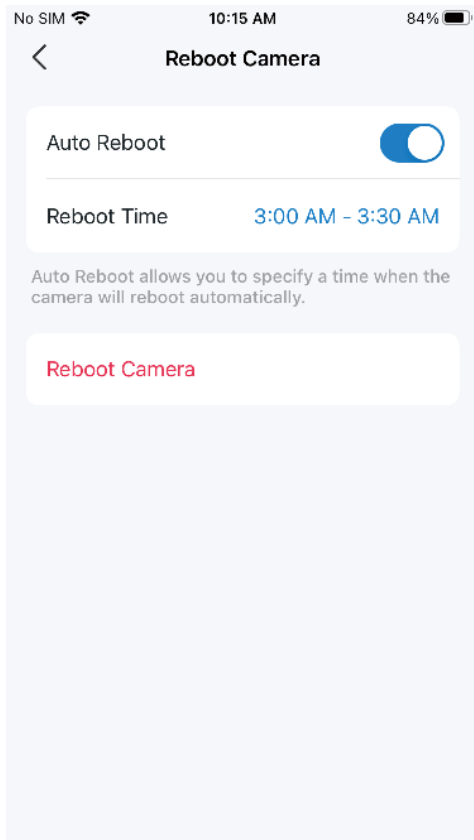 No SIM 10:15 AM 84%
Reboot Camera
Auto Reboot
Reboot Time 3:00 AM - 3:30 AM
Auto Reboot allows you to specify a time when the
camera will reboot automatically.
Reboot Camera